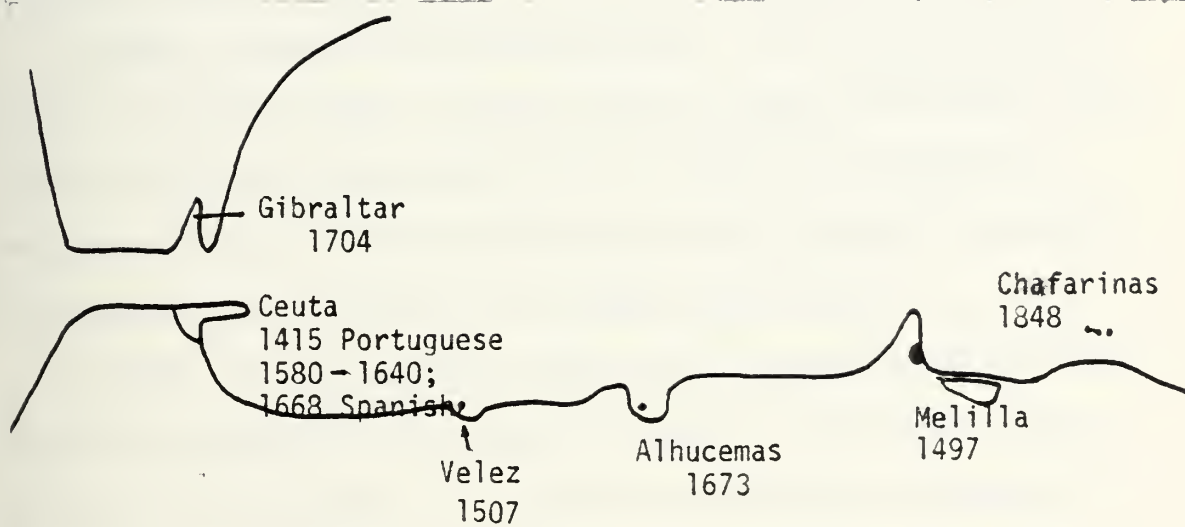 Gibraltar
1704
Ceuta
1415 Portuguese
1580→1640;
1668 Spanish
Chafarinas
1848
Velez
1507
Alhucemas
1673
Melilla
1497